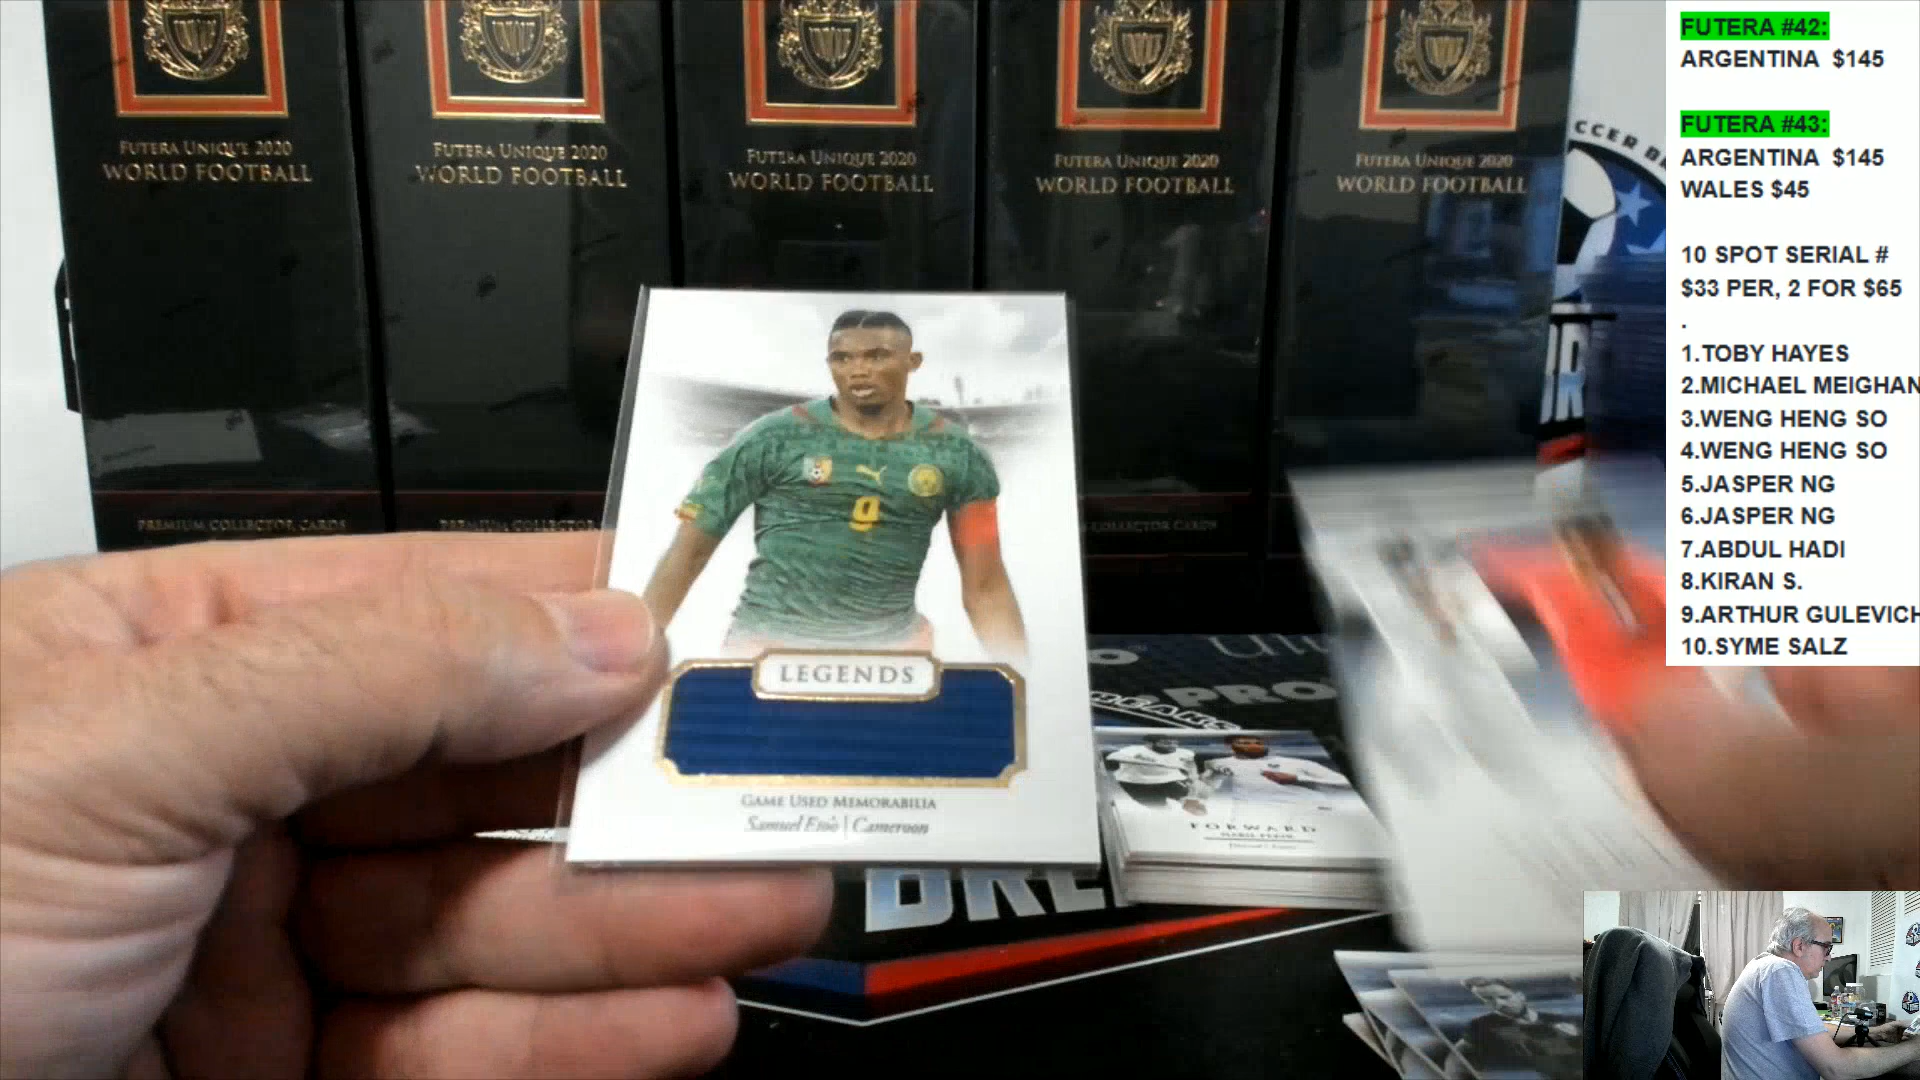 FUTERA UNIQUE 2020
WORLD FOOTBALL
PREMIUM COLLECTOR CARDS
FUTERA UNIQUE 2020
WORLD FOOTBALL
PREMIUM COLLECTOR
FUTERA UNIQUE 2020
WORLD FOOTBALL
FUTERA UNIQUE 2020
WORLD FOOTBALL
COLLECTOR CARDS
FUTERA UNIQUE 2020
WORLD FOOTBALL
9
LEGENDS
GAME USED MEMORABILIA
Samuel Eto'o | Cameroon
PRO
FORWARD
FUTERA #42:
ARGENTINA $145
FUTERA #43:
ARGENTINA $145
WALES $45
10 SPOT SERIAL #
$33 PER, 2 FOR $65
.
1.TOBY HAYES
2.MICHAEL MEIGHAN
3.WENG HENG SO
4.WENG HENG SO
5.JASPER NG
6.JASPER NG
7.ABDUL HADI
8.KIRAN S.
9.ARTHUR GULEVICH
10.SYME SALZ